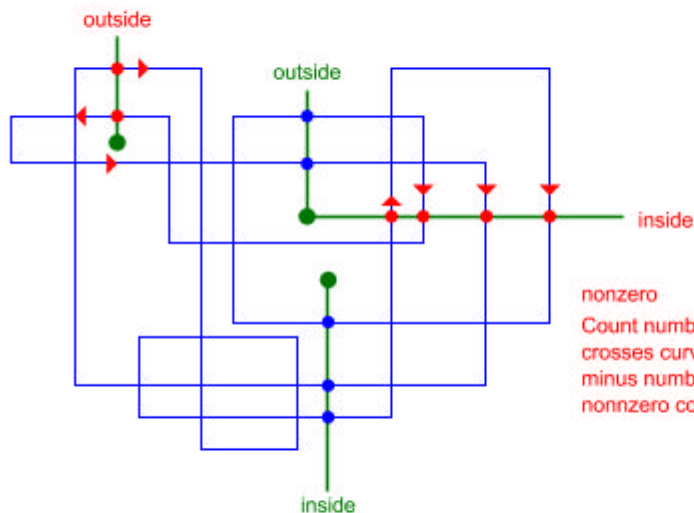 outside
outside
inside
nonzero
Count numb
crosses curv
minus numb
nonnzero co
inside